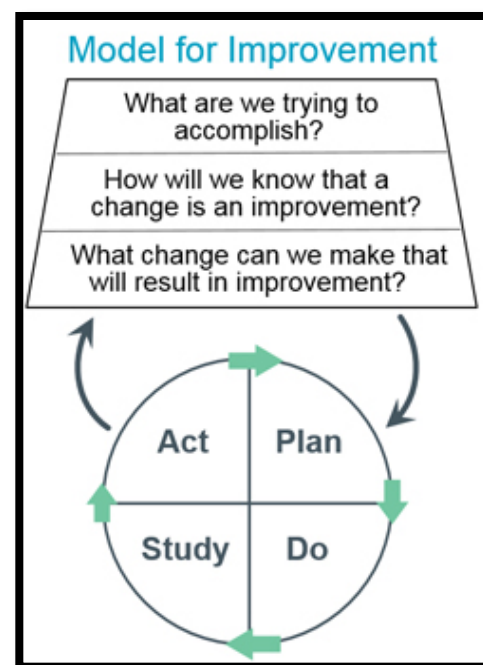 Model for Improvement
What are we trying to
accomplish?
How will we know that a
change is an improvement?
What change can we make that
will result in improvement?
Act
Plan
Study
Do